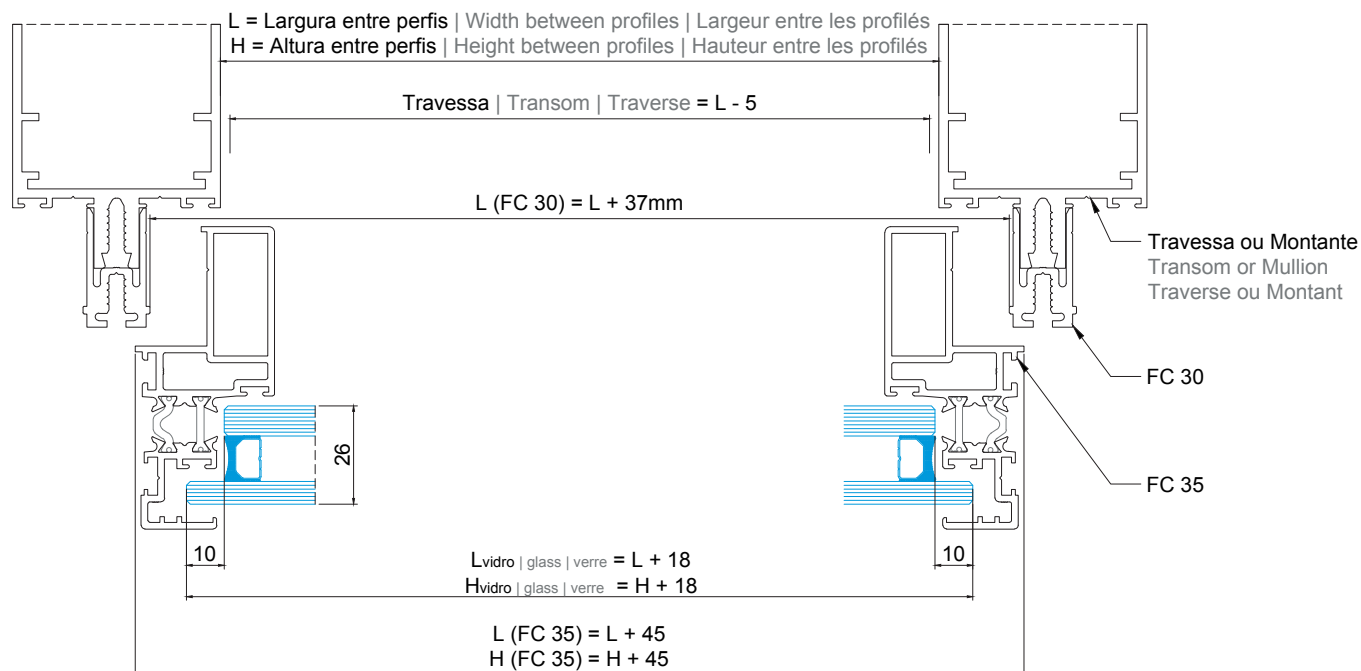 L = Largura entre perfis | Width between profiles | Largeur entre les profilés
H = Altura entre perfis | Height between profiles | Hauteur entre les profilés
Travessa | Transom | Traverse = L - 5
L (FC 30) = L + 37mm
Travessa ou Montante
Transom or Mullion
Traverse ou Montant
FC 30
26
FC 35
10
10
Lvidro | glass | verre = L + 18
Hvidro | glass | verre = H + 18
L (FC 35) = L + 45
H (FC 35) = H + 45